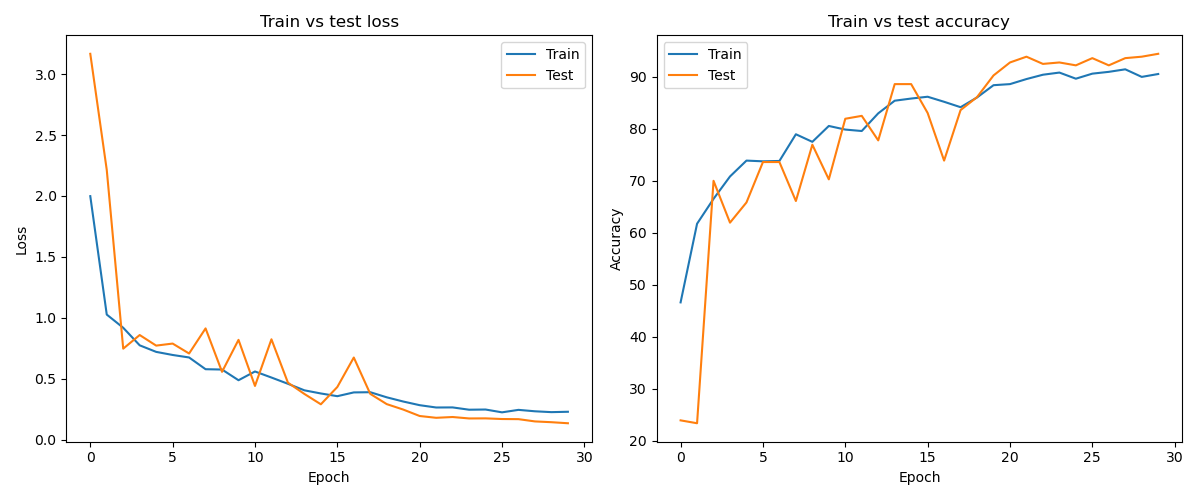 Train vs test loss
Train
Test
3.0
2.5
2.0
1.5
1.0
0.5
0.0
Loss
0 5 10 15 20 25 30
Epoch
Train vs test accuracy
Train
Test
90
80
70
60
50
40
30
20
Accuracy
0 5 10 15 20 25 30
Epoch